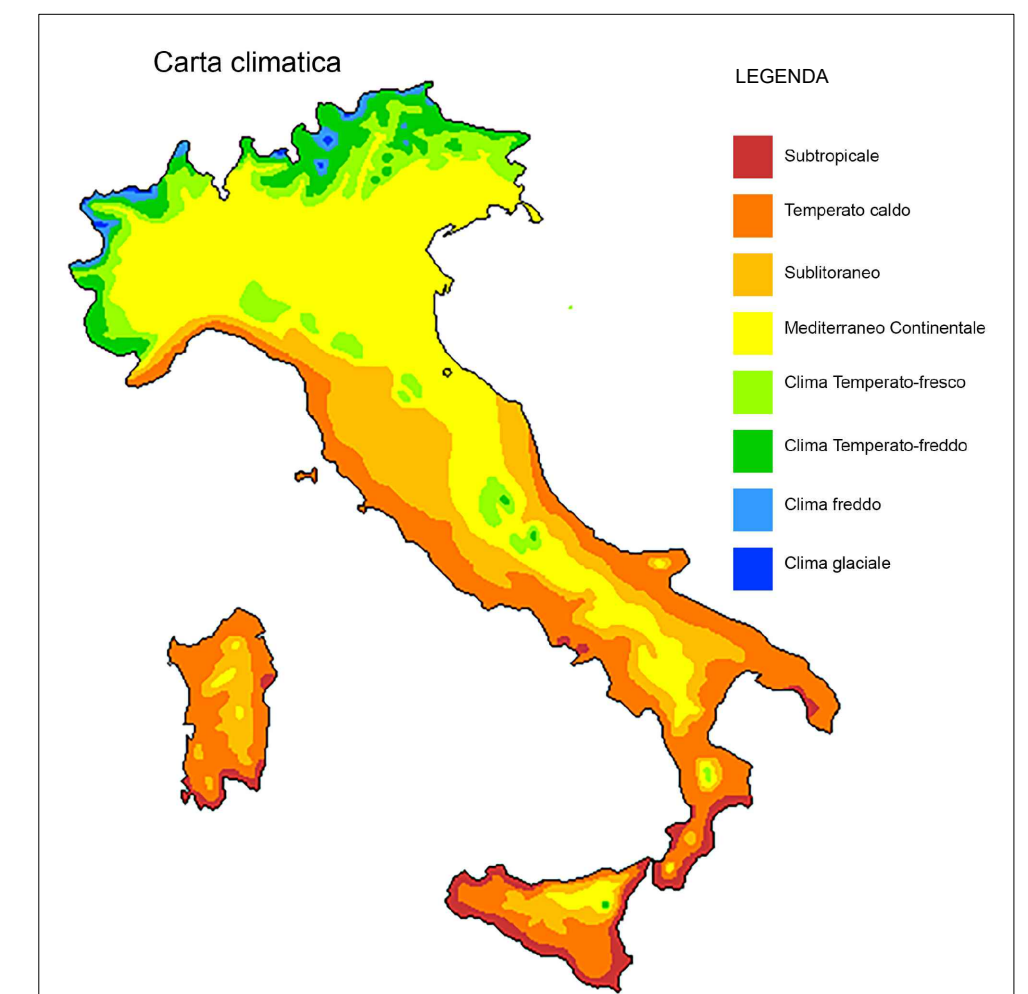 Carta climatica
LEGENDA
Subtropicale
Temperato caldo
Sublitoraneo
Mediterraneo Continentale
Clima Temperato-fresco
Clima Temperato-freddo
Clima freddo
Clima glaciale